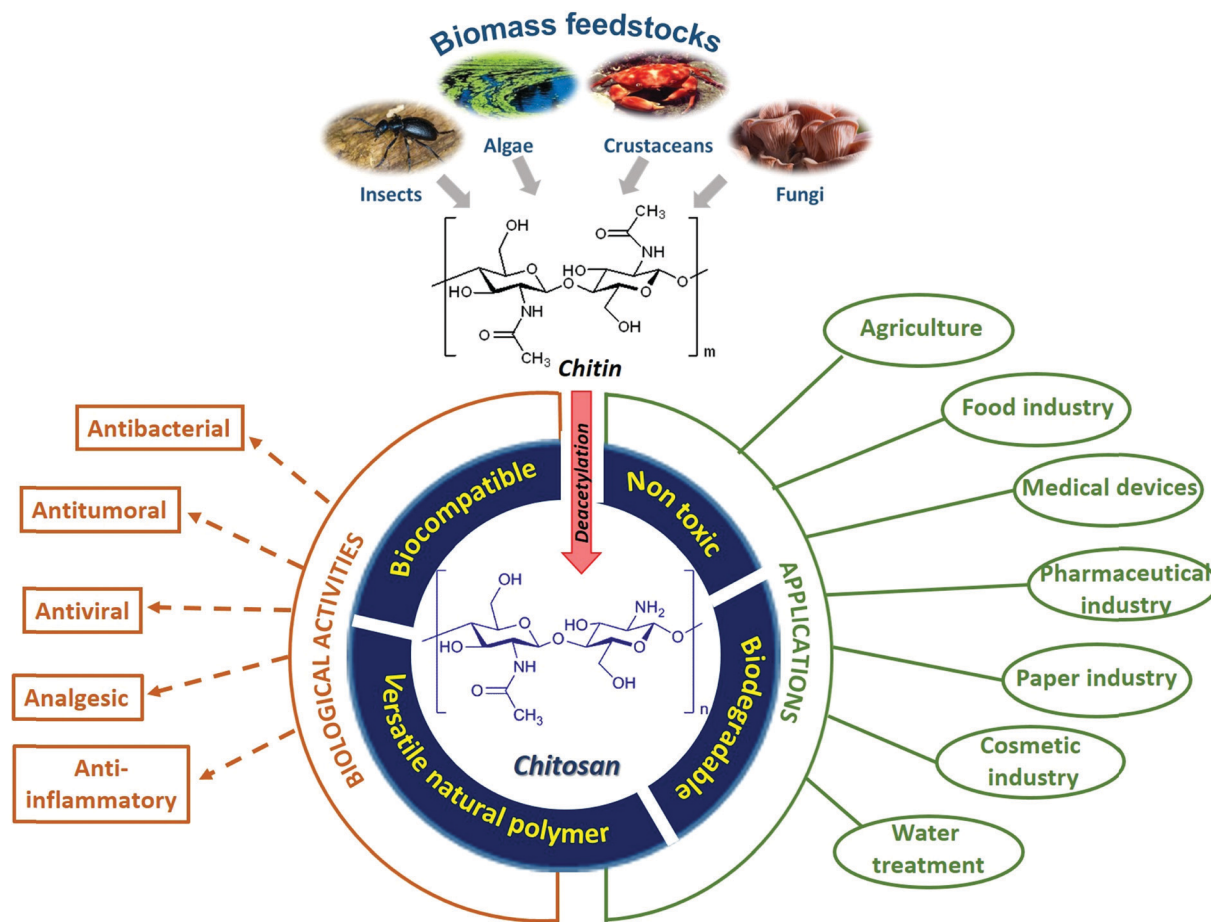 Biomass feedstocks
Insects
Algae
Crustaceans
Fungi
OH
O
HO
NH
O
CH3
O
CH3
O
NH
HO
O
O
OH
m
Chitin
Deacetylation
Biocompatible
Non toxic
Biodegradable
Versatile natural polymer
OH
O
HO
NH
O
CH3
O
NH2
HO
O
O
OH
n
Chitosan
BIOLOGICAL ACTIVITIES
Antibacterial
Antitumoral
Antiviral
Analgesic
Anti-
inflammatory
APPLICATIONS
Agriculture
Food industry
Medical devices
Pharmaceutical
industry
Paper industry
Cosmetic
industry
Water
treatment